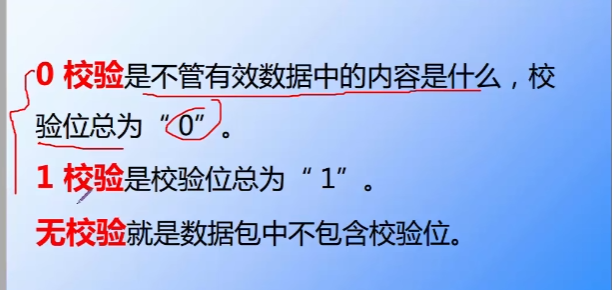 0 校验是不管有效数据中的内容是什么，校
验位总为“ 0”。
1 校验是校验位总为“ 1”。
无校验就是数据包中不包含校验位。